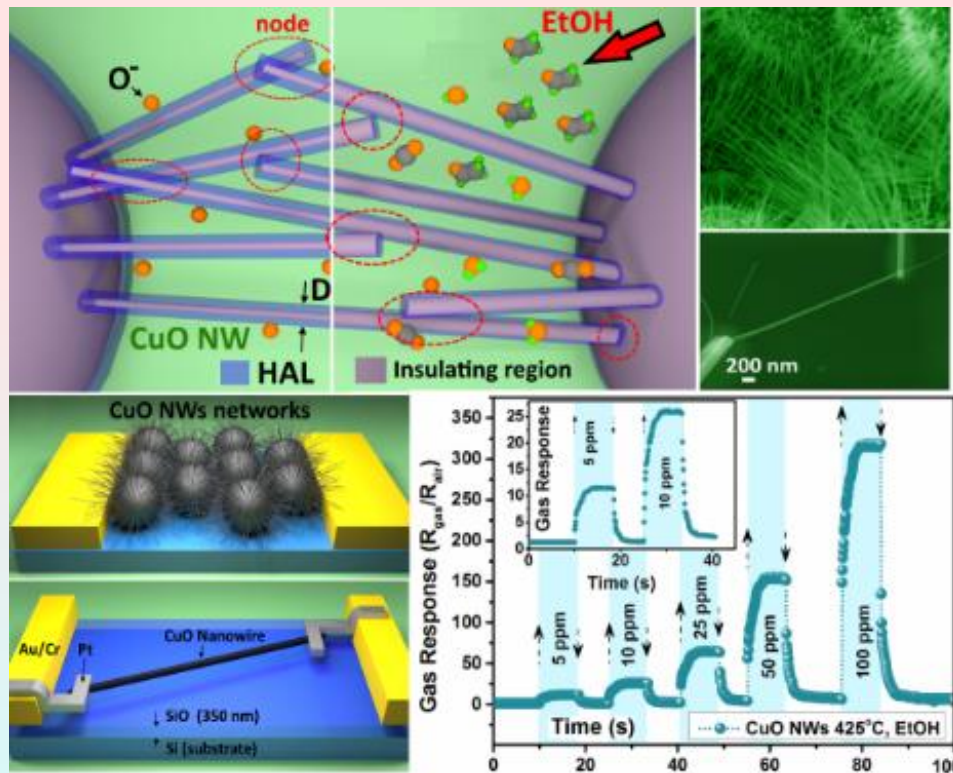 node
EtOH
O-
D
CuO NW
HAL
Insulating region
200 nm
CuO NWs networks
CuO Nanowire
Au/Cr
Pt
SiO (350 nm)
Si (substrate)
Gas Response (Rgas/Rair)
350
300
250
200
150
100
50
0
Gas Response
25
20
15
10
5
0
5 ppm
10 ppm
0 20 40
Time (s)
5 ppm
10 ppm
25 ppm
50 ppm
100 ppm
Time (s)
CuO NWs 425°C, EtOH
0 20 40 60 80 100